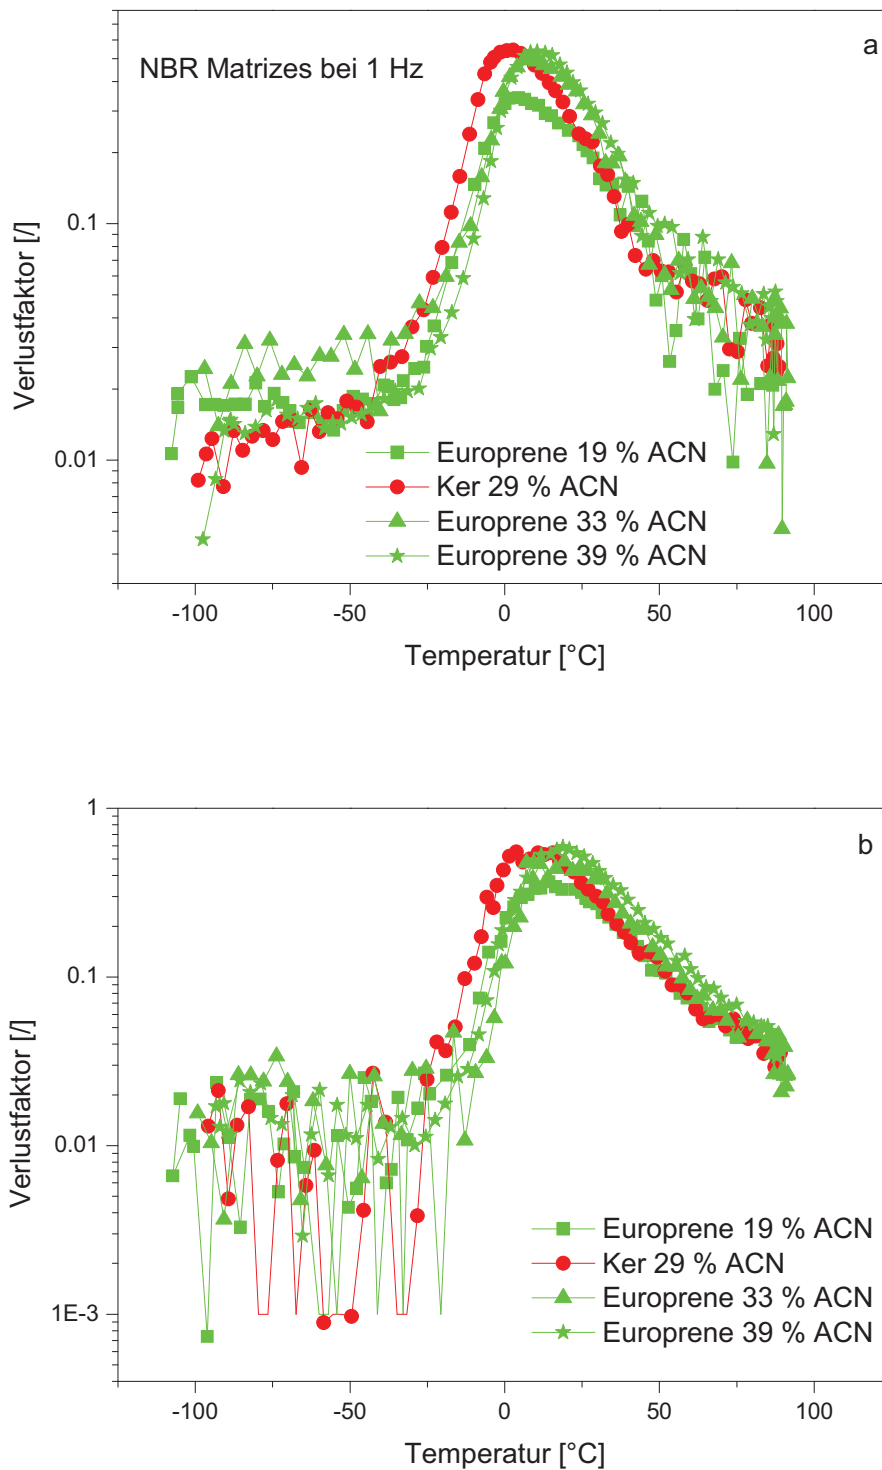 a
NBR Matrizes bei 1 Hz
0.1
0.01
Verlustfaktor [/]
Europrene 19 % ACN
Ker 29 % ACN
Europrene 33 % ACN
Europrene 39 % ACN
-100 -50 0 50 100
Temperatur [°C]
b
1
0.1
0.01
1E-3
Verlustfaktor [/]
Europrene 19 % ACN
Ker 29 % ACN
Europrene 33 % ACN
Europrene 39 % ACN
-100 -50 0 50 100
Temperatur [°C]